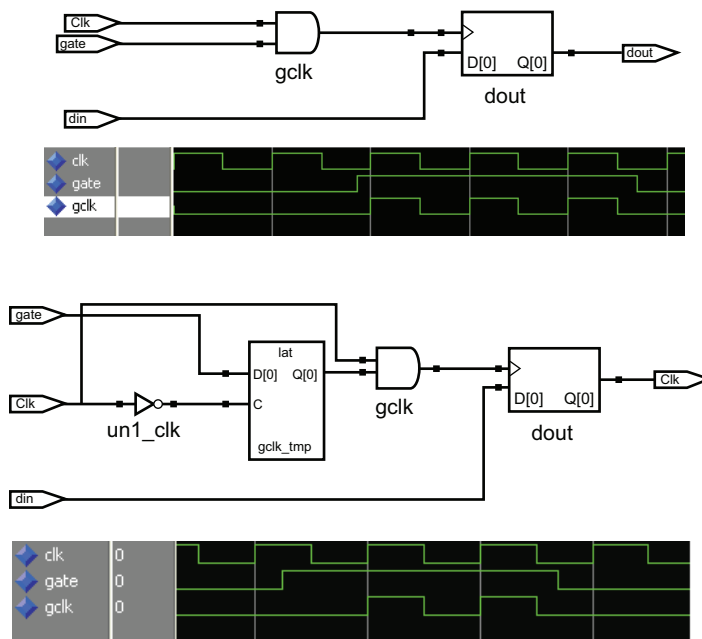 Clk
gate
gclk
D[0] Q[0]
dout
dout
din
clk
gate
gclk
gate
lat
D[0] Q[0]
C
gclk_tmp
Clk
un1_clk
gclk
D[0] Q[0]
dout
Clk
din
clk 0
gate 0
gclk 0